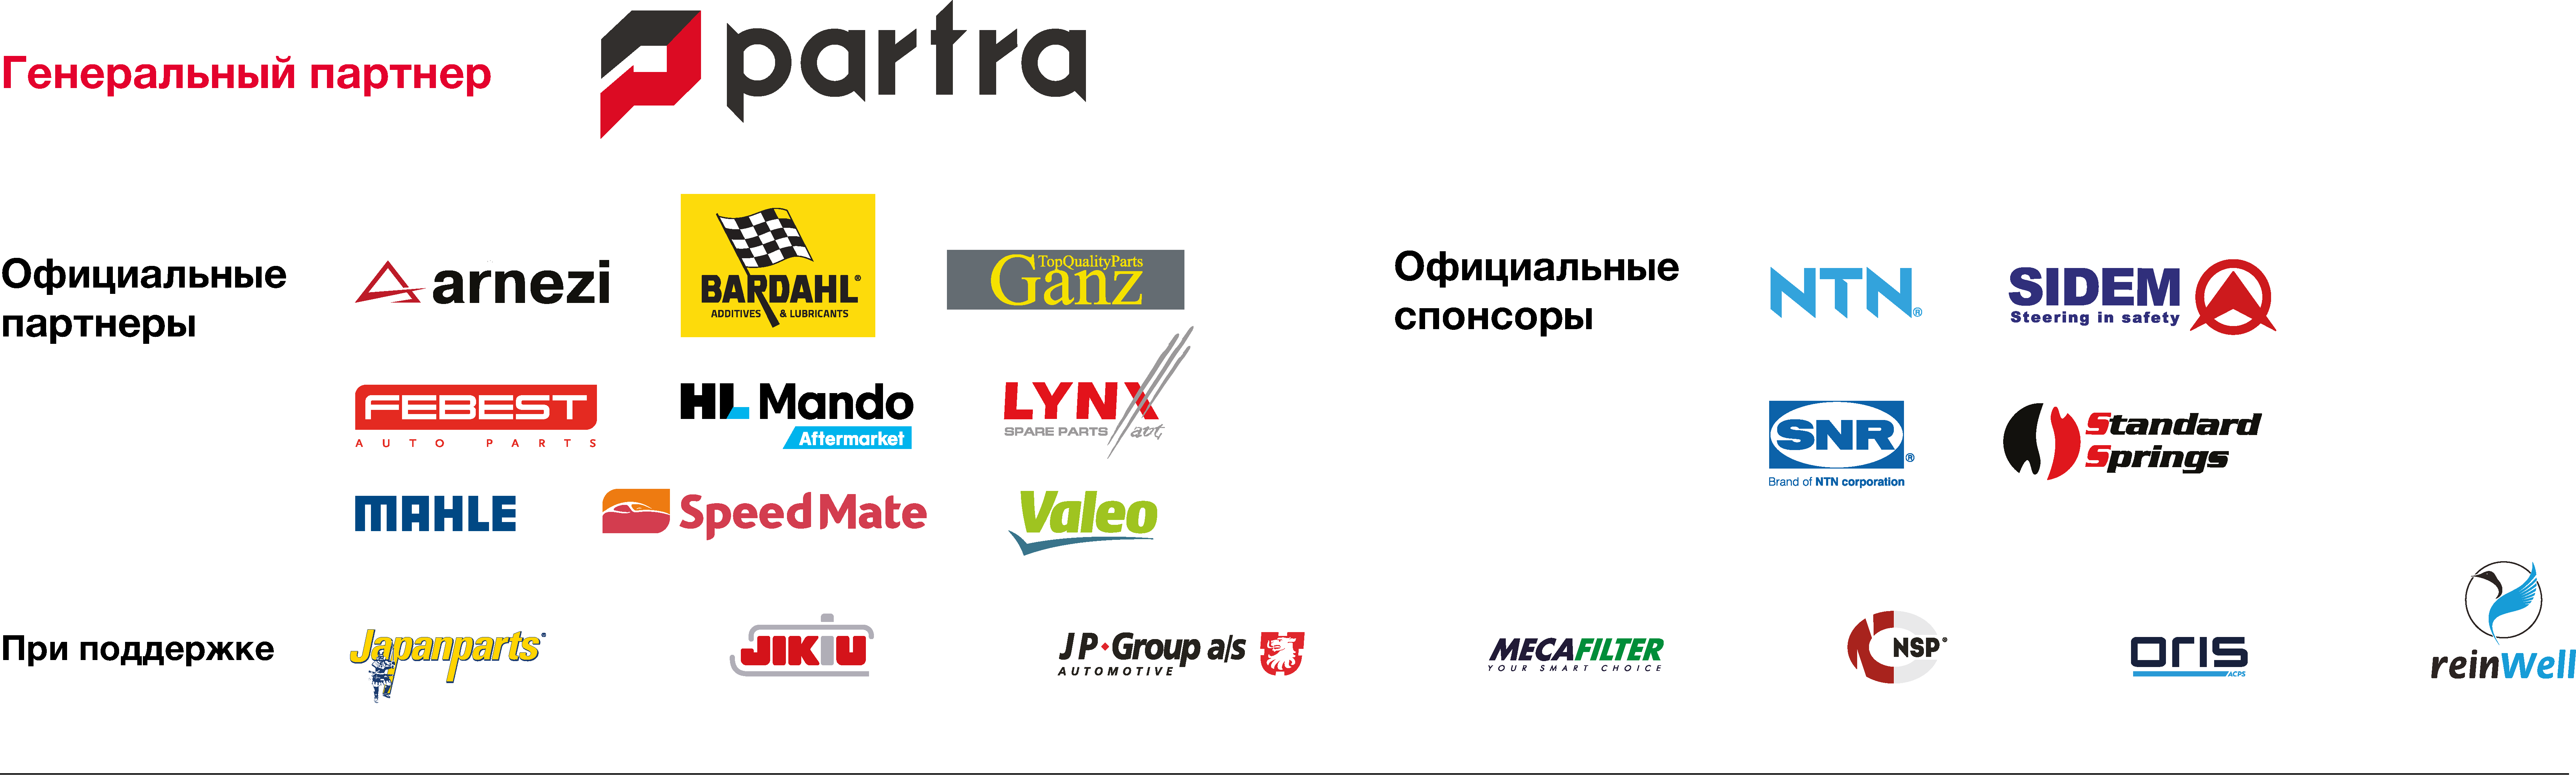 Генеральный партнер
partra
Официальные
партнеры
arnezi
BARDAHL®
ADDITIVES & LUBRICANTS
TopQualityParts
Ganz
FEBEST
AUTO PARTS
HL Mando
Aftermarket
LYNX
SPARE PARTS
MAHLE
SpeedMate
Valeo
Официальные
спонсоры
NTN®
SIDEM
Steering in safety
SNR®
Brand of NTN corporation
Standard
Springs
При поддержке
Japanparts
JIKIU
JP Group a/s
AUTOMOTIVE
MECAFILTER
YOUR SMART CHOICE
NSP®
ORIS
ACPS
reinWell